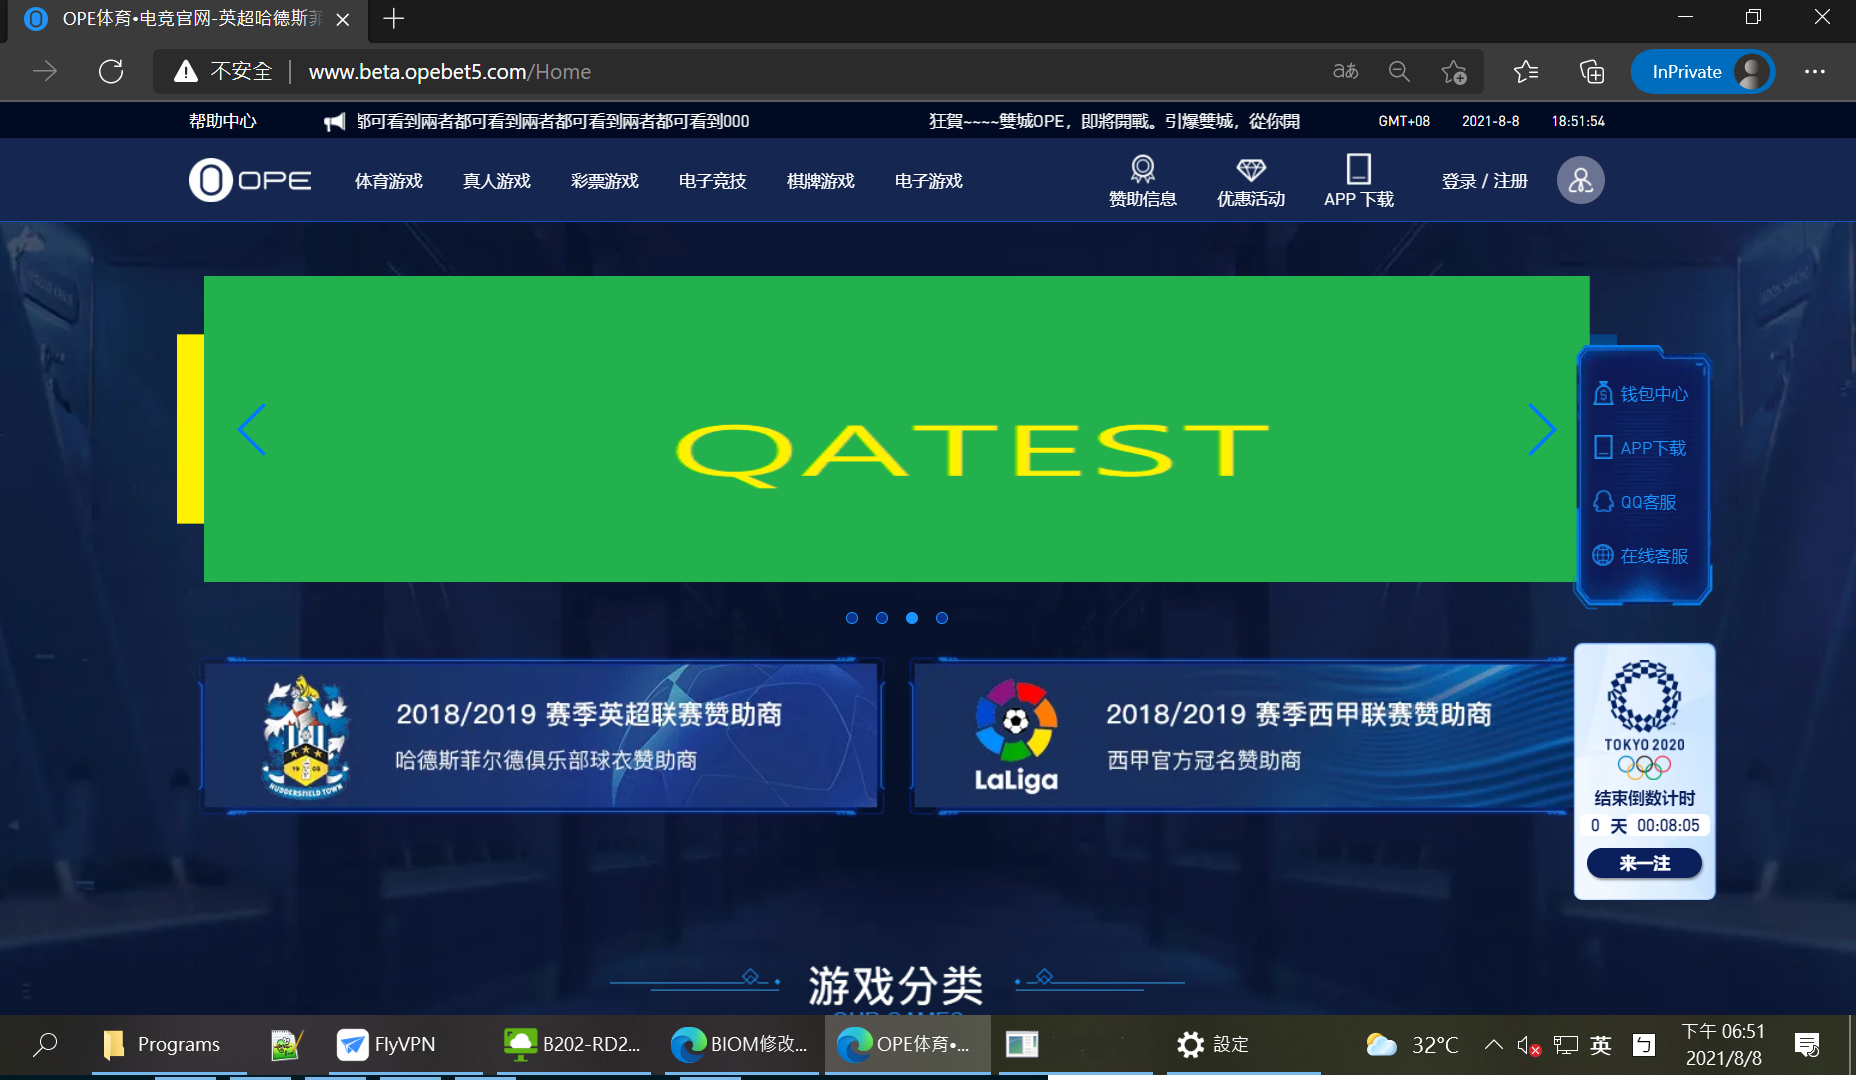 OPE体育•电竞官网-英超哈德斯菲
不安全
www.beta.opebet5.com/Home
aあ
InPrivate
帮助中心
都可看到兩者都可看到兩者都可看到兩者都可看到000
狂賀~~~~雙城OPE，即將開戰。引爆雙城，從你開
GMT+08
2021-8-8
18:51:54
OPE
体育游戏
真人游戏
彩票游戏
电子竞技
棋牌游戏
电子游戏
赞助信息
优惠活动
APP 下载
登录 / 注册
QATEST
钱包中心
APP下载
QQ客服
在线客服
2018/2019 赛季英超联赛赞助商
哈德斯菲尔德俱乐部球衣赞助商
HUDDERSFIELD TOWN
2018/2019 赛季西甲联赛赞助商
西甲官方冠名赞助商
LaLiga
TOKYO 2020
结束倒数计时
0 天 00:08:05
来一注
游戏分类
OUR GAMES
Programs
FlyVPN
B202-RD2...
BIOM修改...
OPE体育•...
設定
32°C
英
ㄅ
下午 06:51
2021/8/8